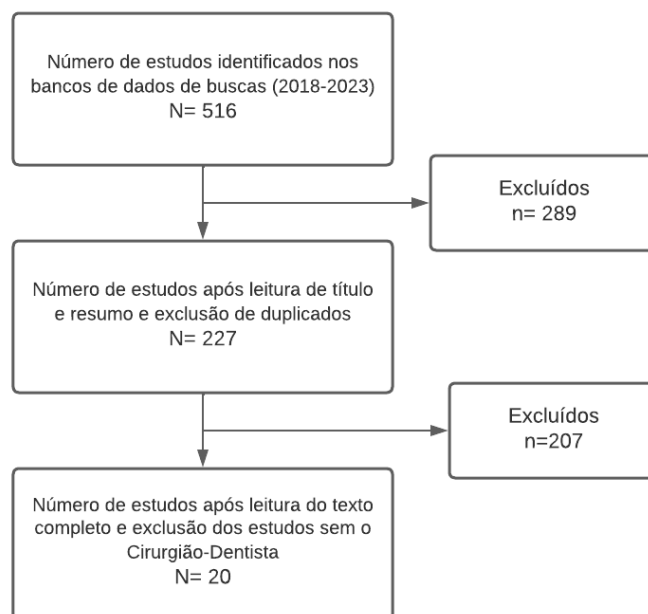 Número de estudos identificados nos
bancos de dados de buscas (2018-2023)
N= 516
Excluídos
n= 289
Número de estudos após leitura de título
e resumo e exclusão de duplicados
N= 227
Excluídos
n=207
Número de estudos após leitura do texto
completo e exclusão dos estudos sem o
Cirurgião-Dentista
N= 20